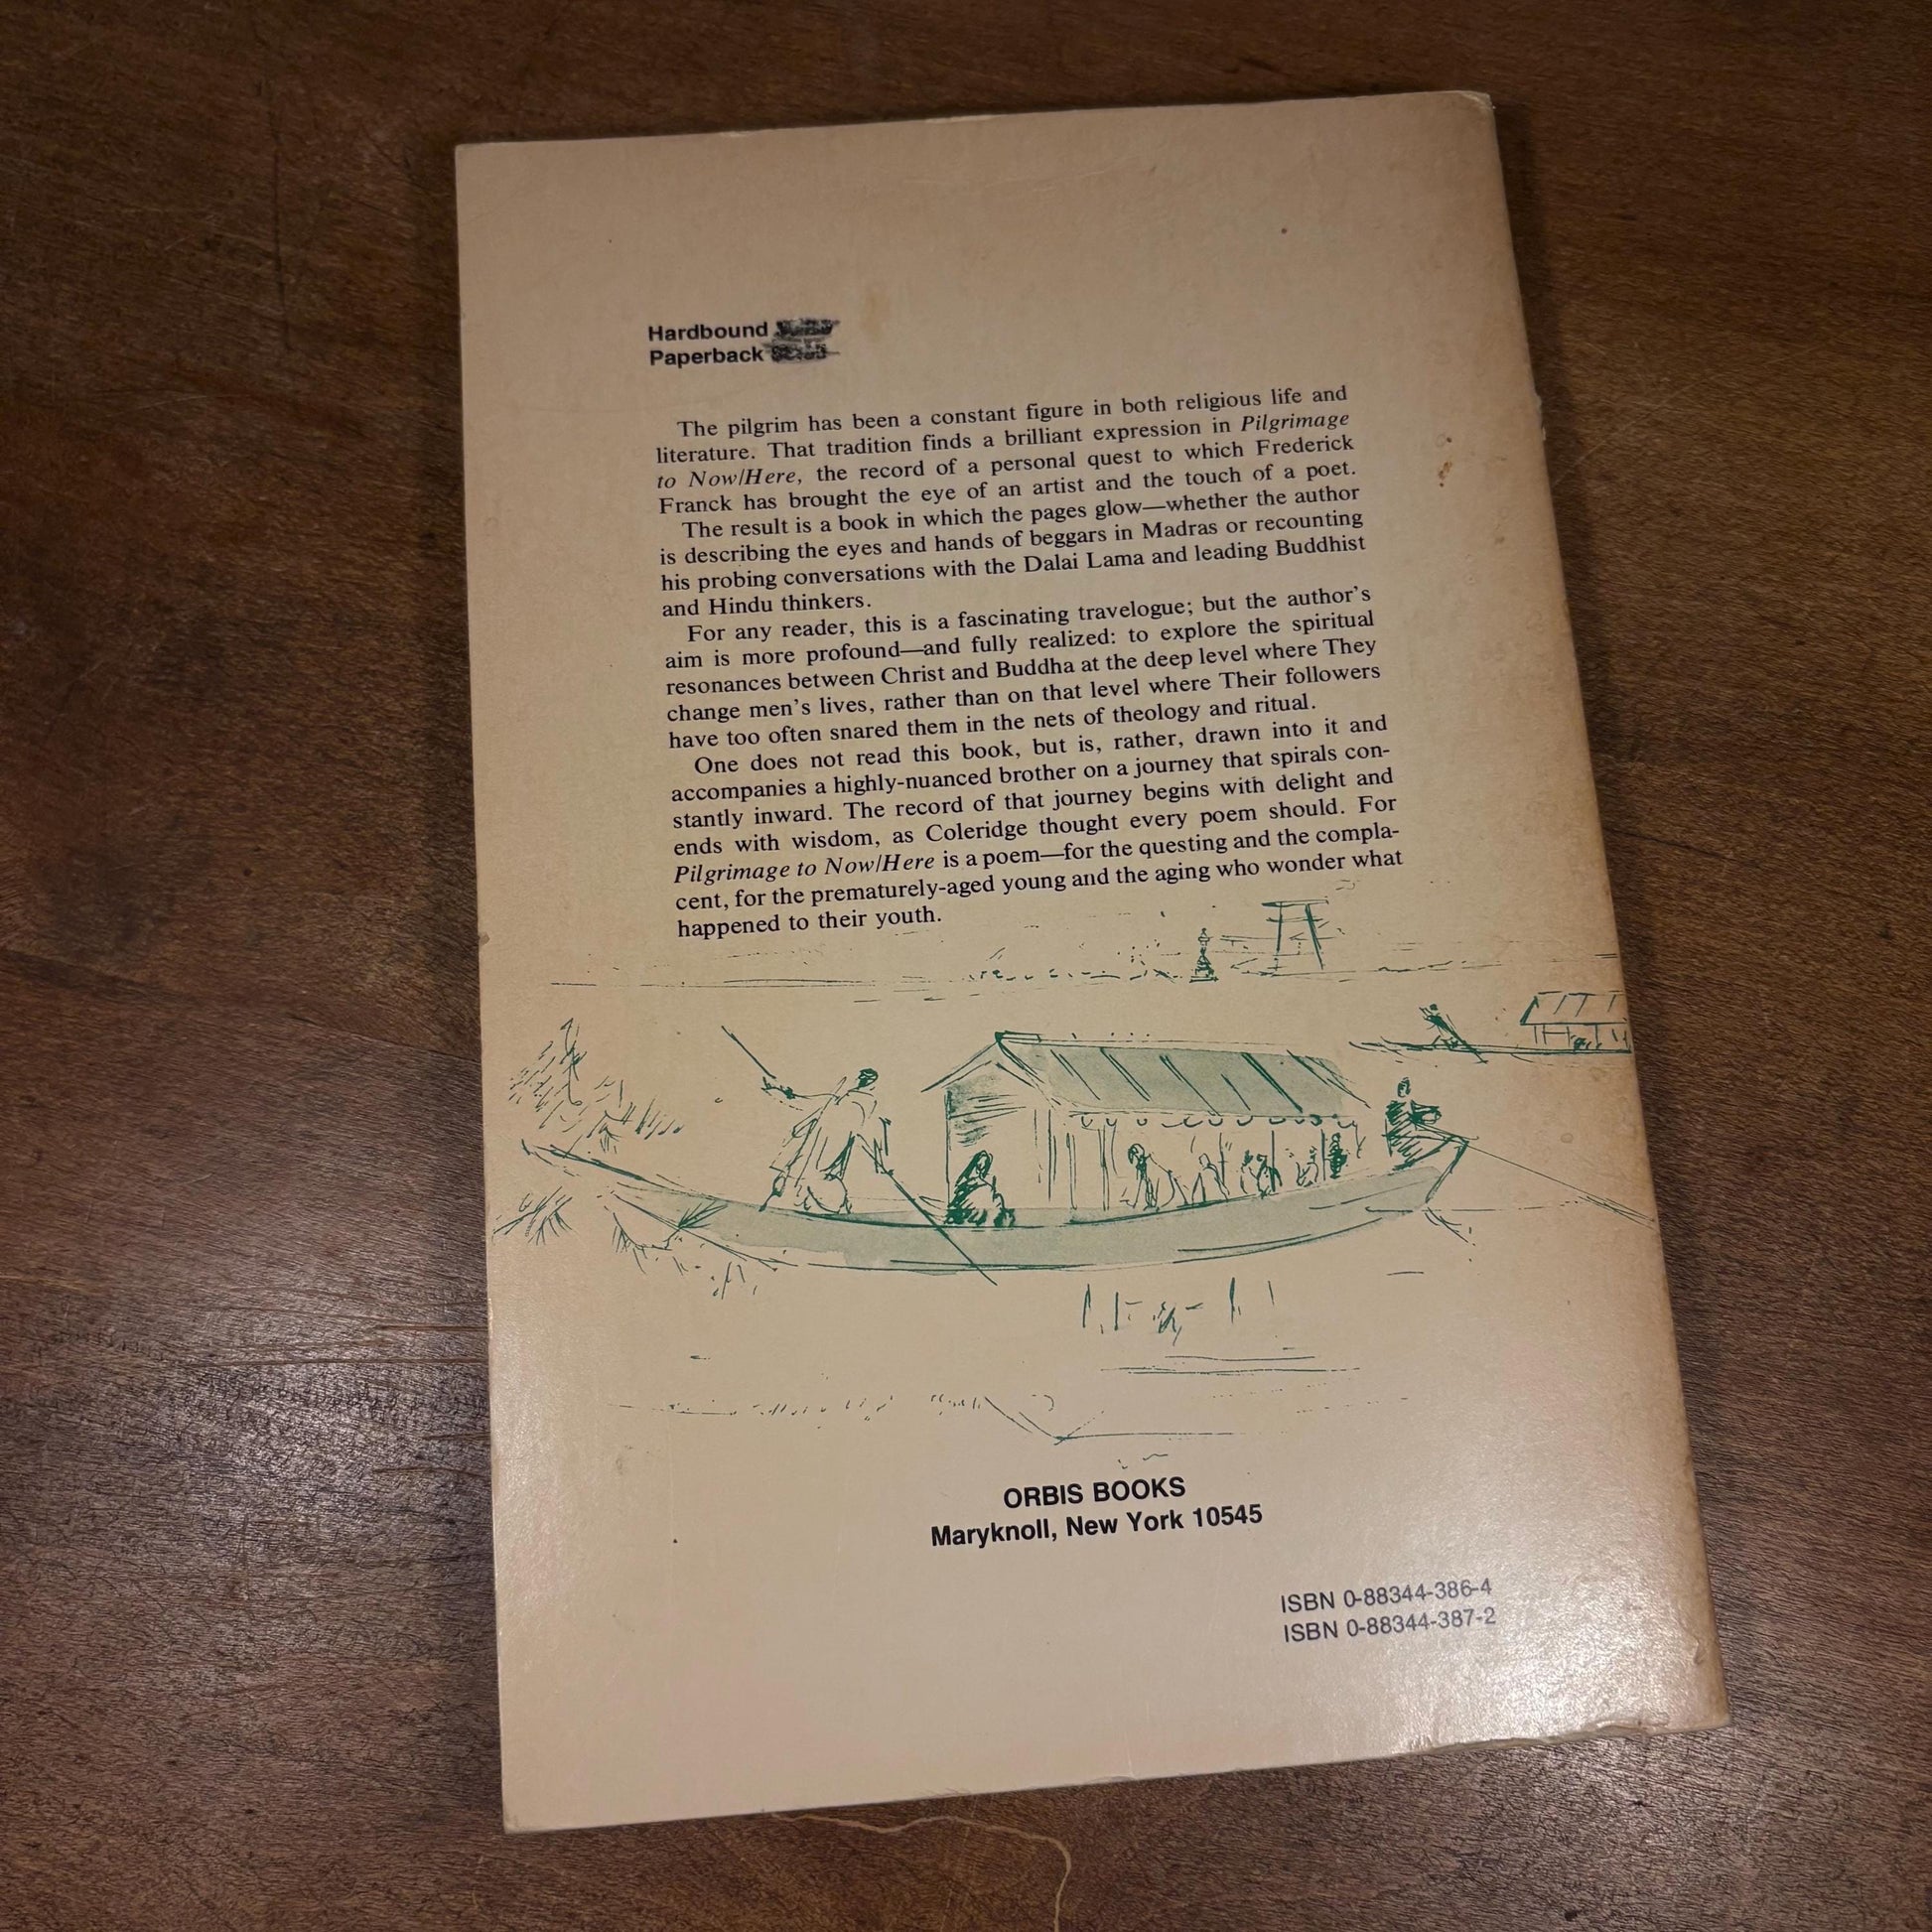 Hardbound
Paperback
The pilgrim has been a constant figure in both religious life and
literature. That tradition finds a brilliant expression in Pilgrimage
to Now/Here, the record of a personal quest to which Frederick
Franck has brought the eye of an artist and the touch of a poet.
The result is a book in which the pages glow—whether the author
is describing the eyes and hands of beggars in Madras or recounting
his probing conversations with the Dalai Lama and leading Buddhist
and Hindu thinkers.
For any reader, this is a fascinating travelogue; but the author's
aim is more profound—and fully realized: to explore the spiritual
resonances between Christ and Buddha at the deep level where They
change men's lives, rather than on that level where Their followers
have too often snared them in the nets of theology and ritual.
One does not read this book, but is, rather, drawn into it and
accompanies a highly-nuanced brother on a journey that spirals con-
stantly inward. The record of that journey begins with delight and
ends with wisdom, as Coleridge thought every poem should. For
Pilgrimage to Now/Here is a poem—for the questing and the compla-
cent, for the prematurely-aged young and the aging who wonder what
happened to their youth.
ORBIS BOOKS
Maryknoll, New York 10545
ISBN 0-88344-386-4
ISBN 0-88344-387-2